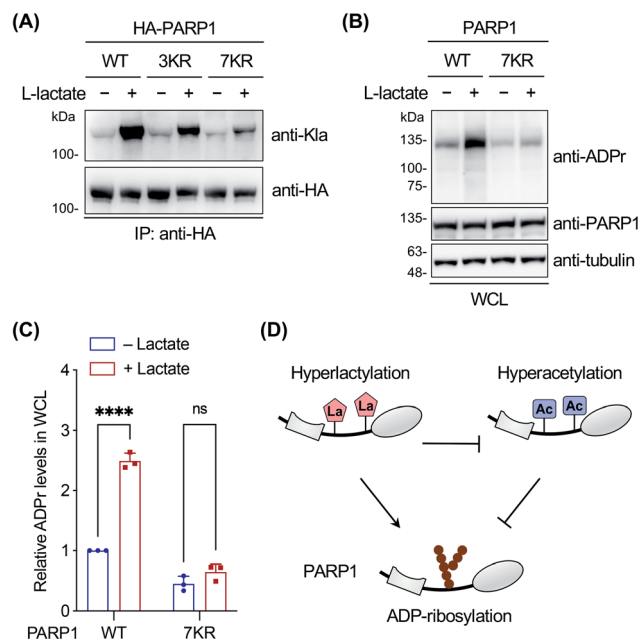 (A)
HA-PARP1
WT 3KR 7KR
L-lactate – + – + – +
kDa
anti-Kla
100-
anti-HA
100-
IP: anti-HA
(B)
PARP1
WT 7KR
L-lactate – + – +
kDa
135-
anti-ADPr
100-
75-
135-
anti-PARP1
63-
anti-tubulin
48-
WCL
(C)
– Lactate
+ Lactate
Relative ADPr levels in WCL
4
3
2
1
0
****
ns
PARP1 WT 7KR
(D)
Hyperlactylation Hyperacetylation
La La Ac Ac
PARP1
ADP-ribosylation